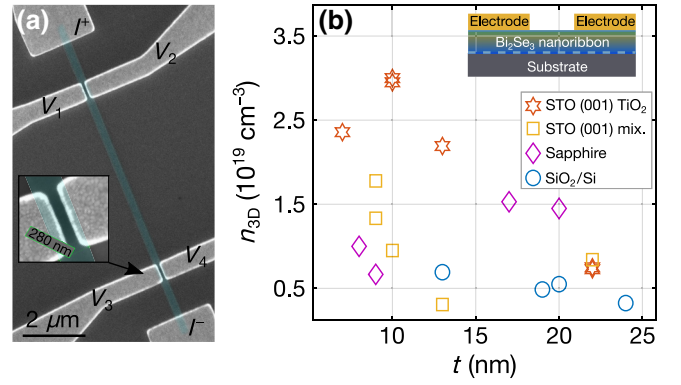 (a)
I⁺
V₂
V₁
280 nm
V₄
V₃
2 μm
I⁻
(b)
n₃D (10¹⁹ cm⁻³)
3.5
2.5
1.5
0.5
Electrode Electrode
Bi₂Se₃ nanoribbon
Substrate
STO (001) TiO₂
STO (001) mix.
Sapphire
SiO₂/Si
10 15 20 25
t (nm)